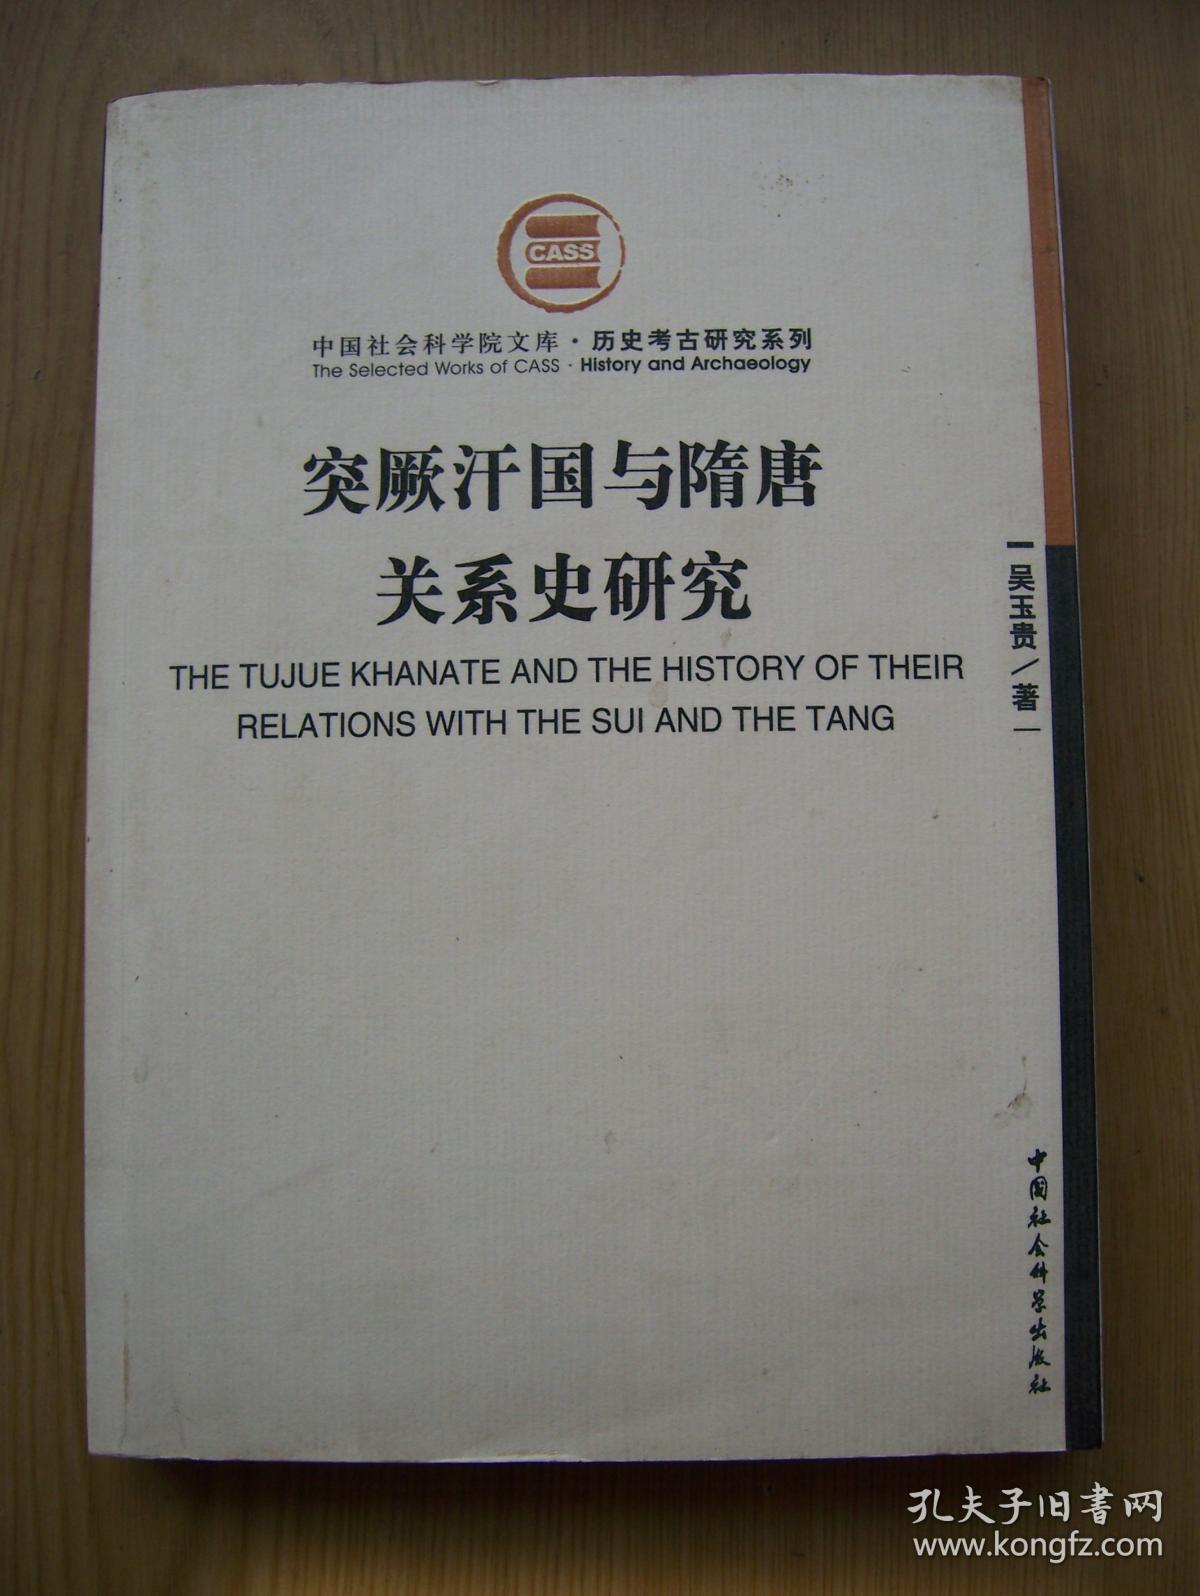 CASS
中国社会科学院文库·历史考古研究系列
The Selected Works of CASS · History and Archaeology
突厥汗国与隋唐
关系史研究
THE TUJUE KHANATE AND THE HISTORY OF THEIR
RELATIONS WITH THE SUI AND THE TANG
吴玉贵/著
中国社会科学出版社
孔夫子旧书网
www.kongfz.com